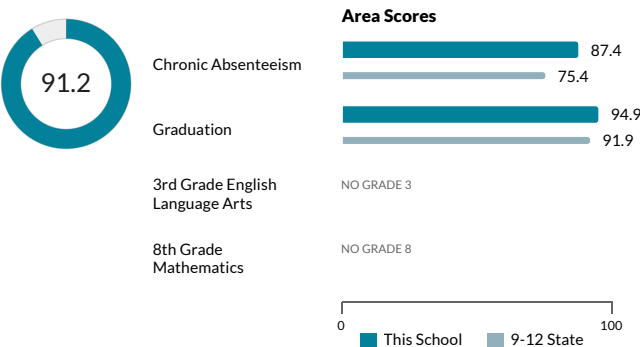 Area Scores
91.2
Chronic Absenteeism
87.4
75.4
Graduation
94.9
91.9
3rd Grade English
Language Arts
NO GRADE 3
8th Grade
Mathematics
NO GRADE 8
0
100
This School
9-12 State